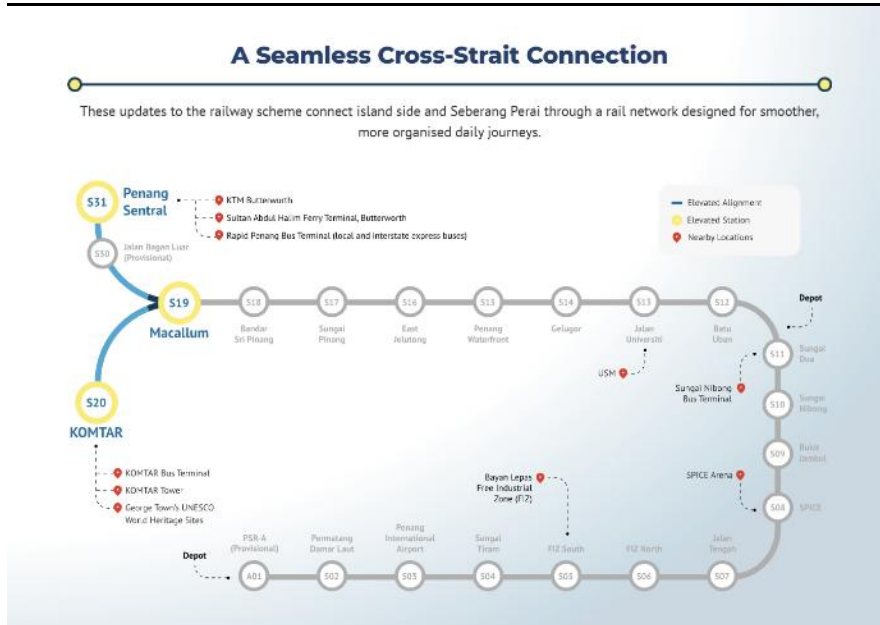 A Seamless Cross-Strait Connection
These updates to the railway scheme connect island side and Seberang Perai through a rail network designed for smoother,
more organised daily journeys.
S31
Penang
Sentral
KTM Butterworth
Sultan Abdul Halim Ferry Terminal, Butterworth
Rapid Penang Bus Terminal (local and interstate express buses)
Elevated Alignment
Elevated Station
Nearby Locations
S30
Jalan Bagan Luar
(Provisional)
S19
Macallum
S18
Bandar
Sri Pinang
S17
Sungai
Pinang
S16
East
Jelutong
Penang
Waterfront
S14
Gelugor
S13
Jalan
Universiti
S12
Batu
Uban
Depot
S11
Sungai
Dua
USM
Sungai Nibong
Bus Terminal
S10
Sungai
Nibong
S09
Bukit
Jambul
SPICE Arena
S08
SPICE
S20
KOMTAR
KOMTAR Bus Terminal
KOMTAR Tower
George Town's UNESCO
World Heritage Sites
Bayan Lepas
Free Industrial
Zone (FIZ)
Depot
PSR-A
(Provisional)
A01
Permatang
Damar Laut
S02
Penang
International
Airport
S03
Sungai
Tiram
S04
FIZ South
S05
FIZ North
S06
Jalan
Tengah
S07